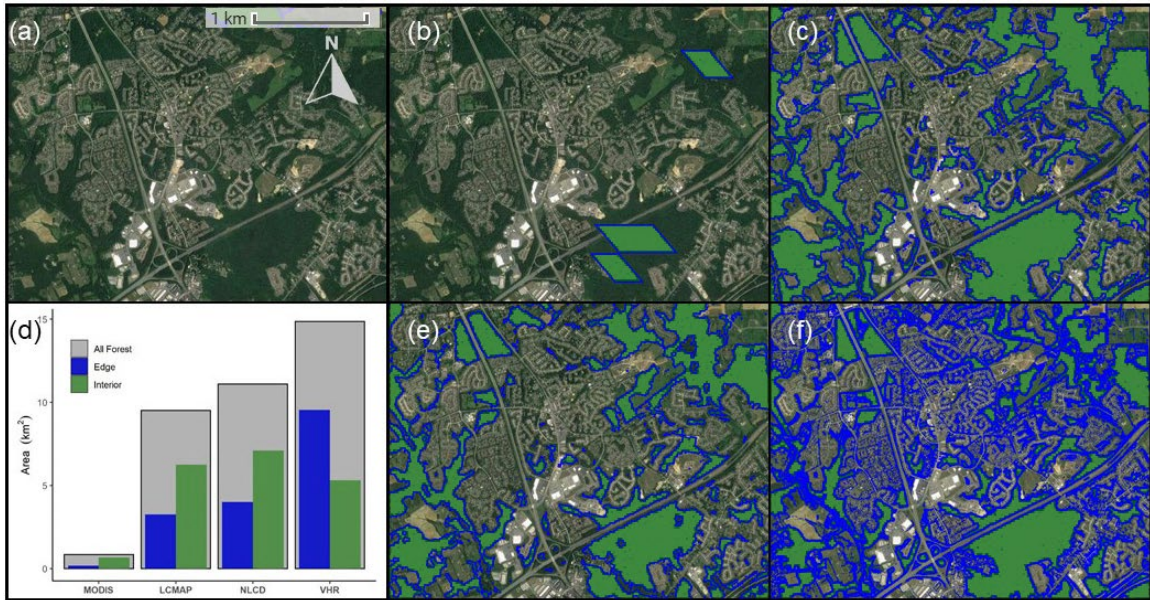 (a)
1 km
N
(b)
(c)
(d)
15
10
5
0
Area (km²)
All Forest
Edge
Interior
MODIS
LCMAP
NLCD
VHR
(e)
(f)